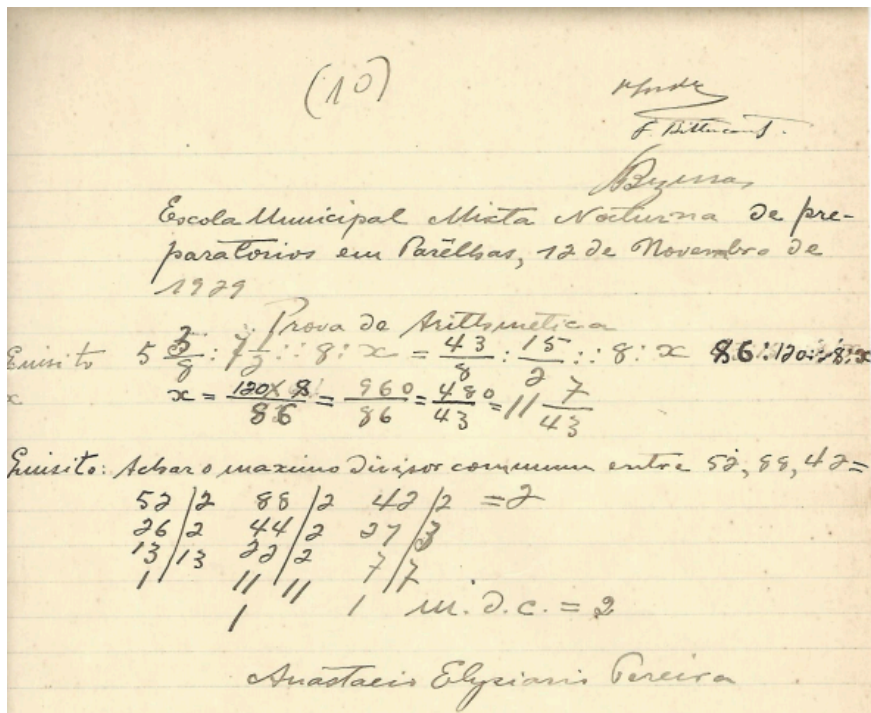 (10)
F. Bittencourt.
Bezerra
Escola Municipal Mixta Nocturna de pre-
paratorios em Parêlhas, 12 de Novembro de
1929
Prova de Arithmetica
Quisito 5 3/8 : 7 1/2 :: 8 : x = 43/8 : 15/2 :: 8 : x 86 : 120 :: 8 : x
x = 120 x 8 / 86 = 960/86 = 480/43 = 11 7/43
Quisito: Achar o maximo divisor commum entre 52, 88, 42 =
52 | 2 88 | 2 42 | 2 = 2
26 | 2 44 | 2 21 | 3
13 | 13 22 | 2 7 | 7
1 11 11
1 1 m. d. c. = 2
Anastacio Elysiario Pereira